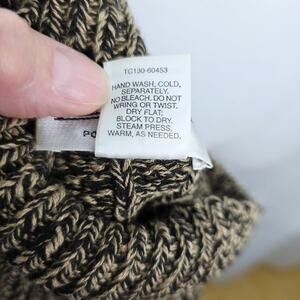 TC130-60453
HAND WASH, COLD,
SEPARATELY.
NO BLEACH. DO NOT
WRING OR TWIST.
DRY FLAT;
BLOCK TO DRY.
STEAM PRESS,
WARM, AS NEEDED.
PO